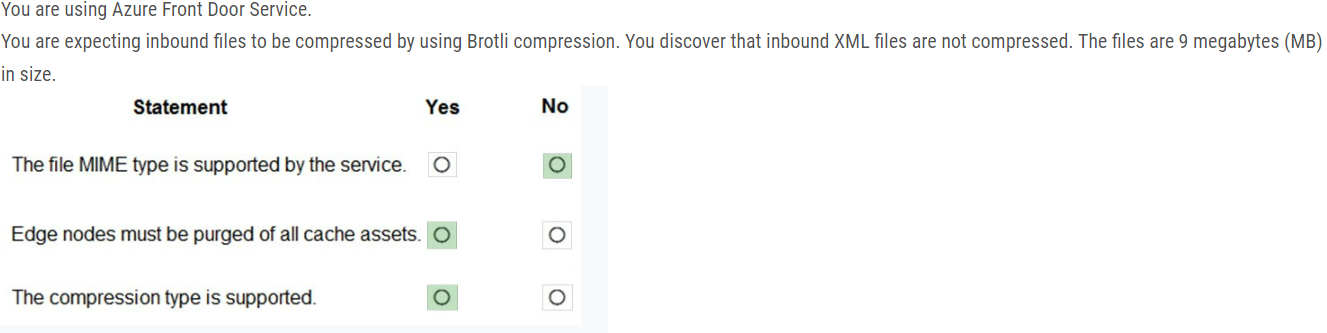 You are using Azure Front Door Service.
You are expecting inbound files to be compressed by using Brotli compression. You discover that inbound XML files are not compressed. The files are 9 megabytes (MB)
in size.
Statement Yes No
The file MIME type is supported by the service.
Edge nodes must be purged of all cache assets.
The compression type is supported.